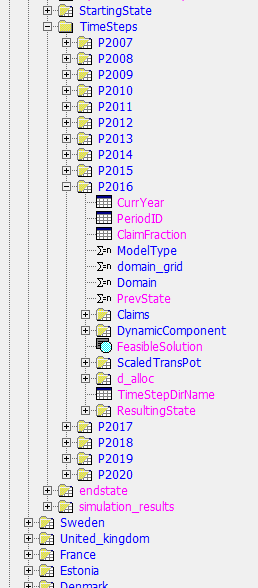 StartingState
TimeSteps
P2007
P2008
P2009
P2010
P2011
P2012
P2013
P2014
P2015
P2016
CurrYear
PeriodID
ClaimFraction
Σ=n ModelType
Σ=n domain_grid
Σ=n Domain
Σ=n PrevState
Claims
DynamicComponent
FeasibleSolution
ScaledTransPot
d_alloc
TimeStepDirName
ResultingState
P2017
P2018
P2019
P2020
endstate
simulation_results
Sweden
United_kingdom
France
Estonia
Denmark